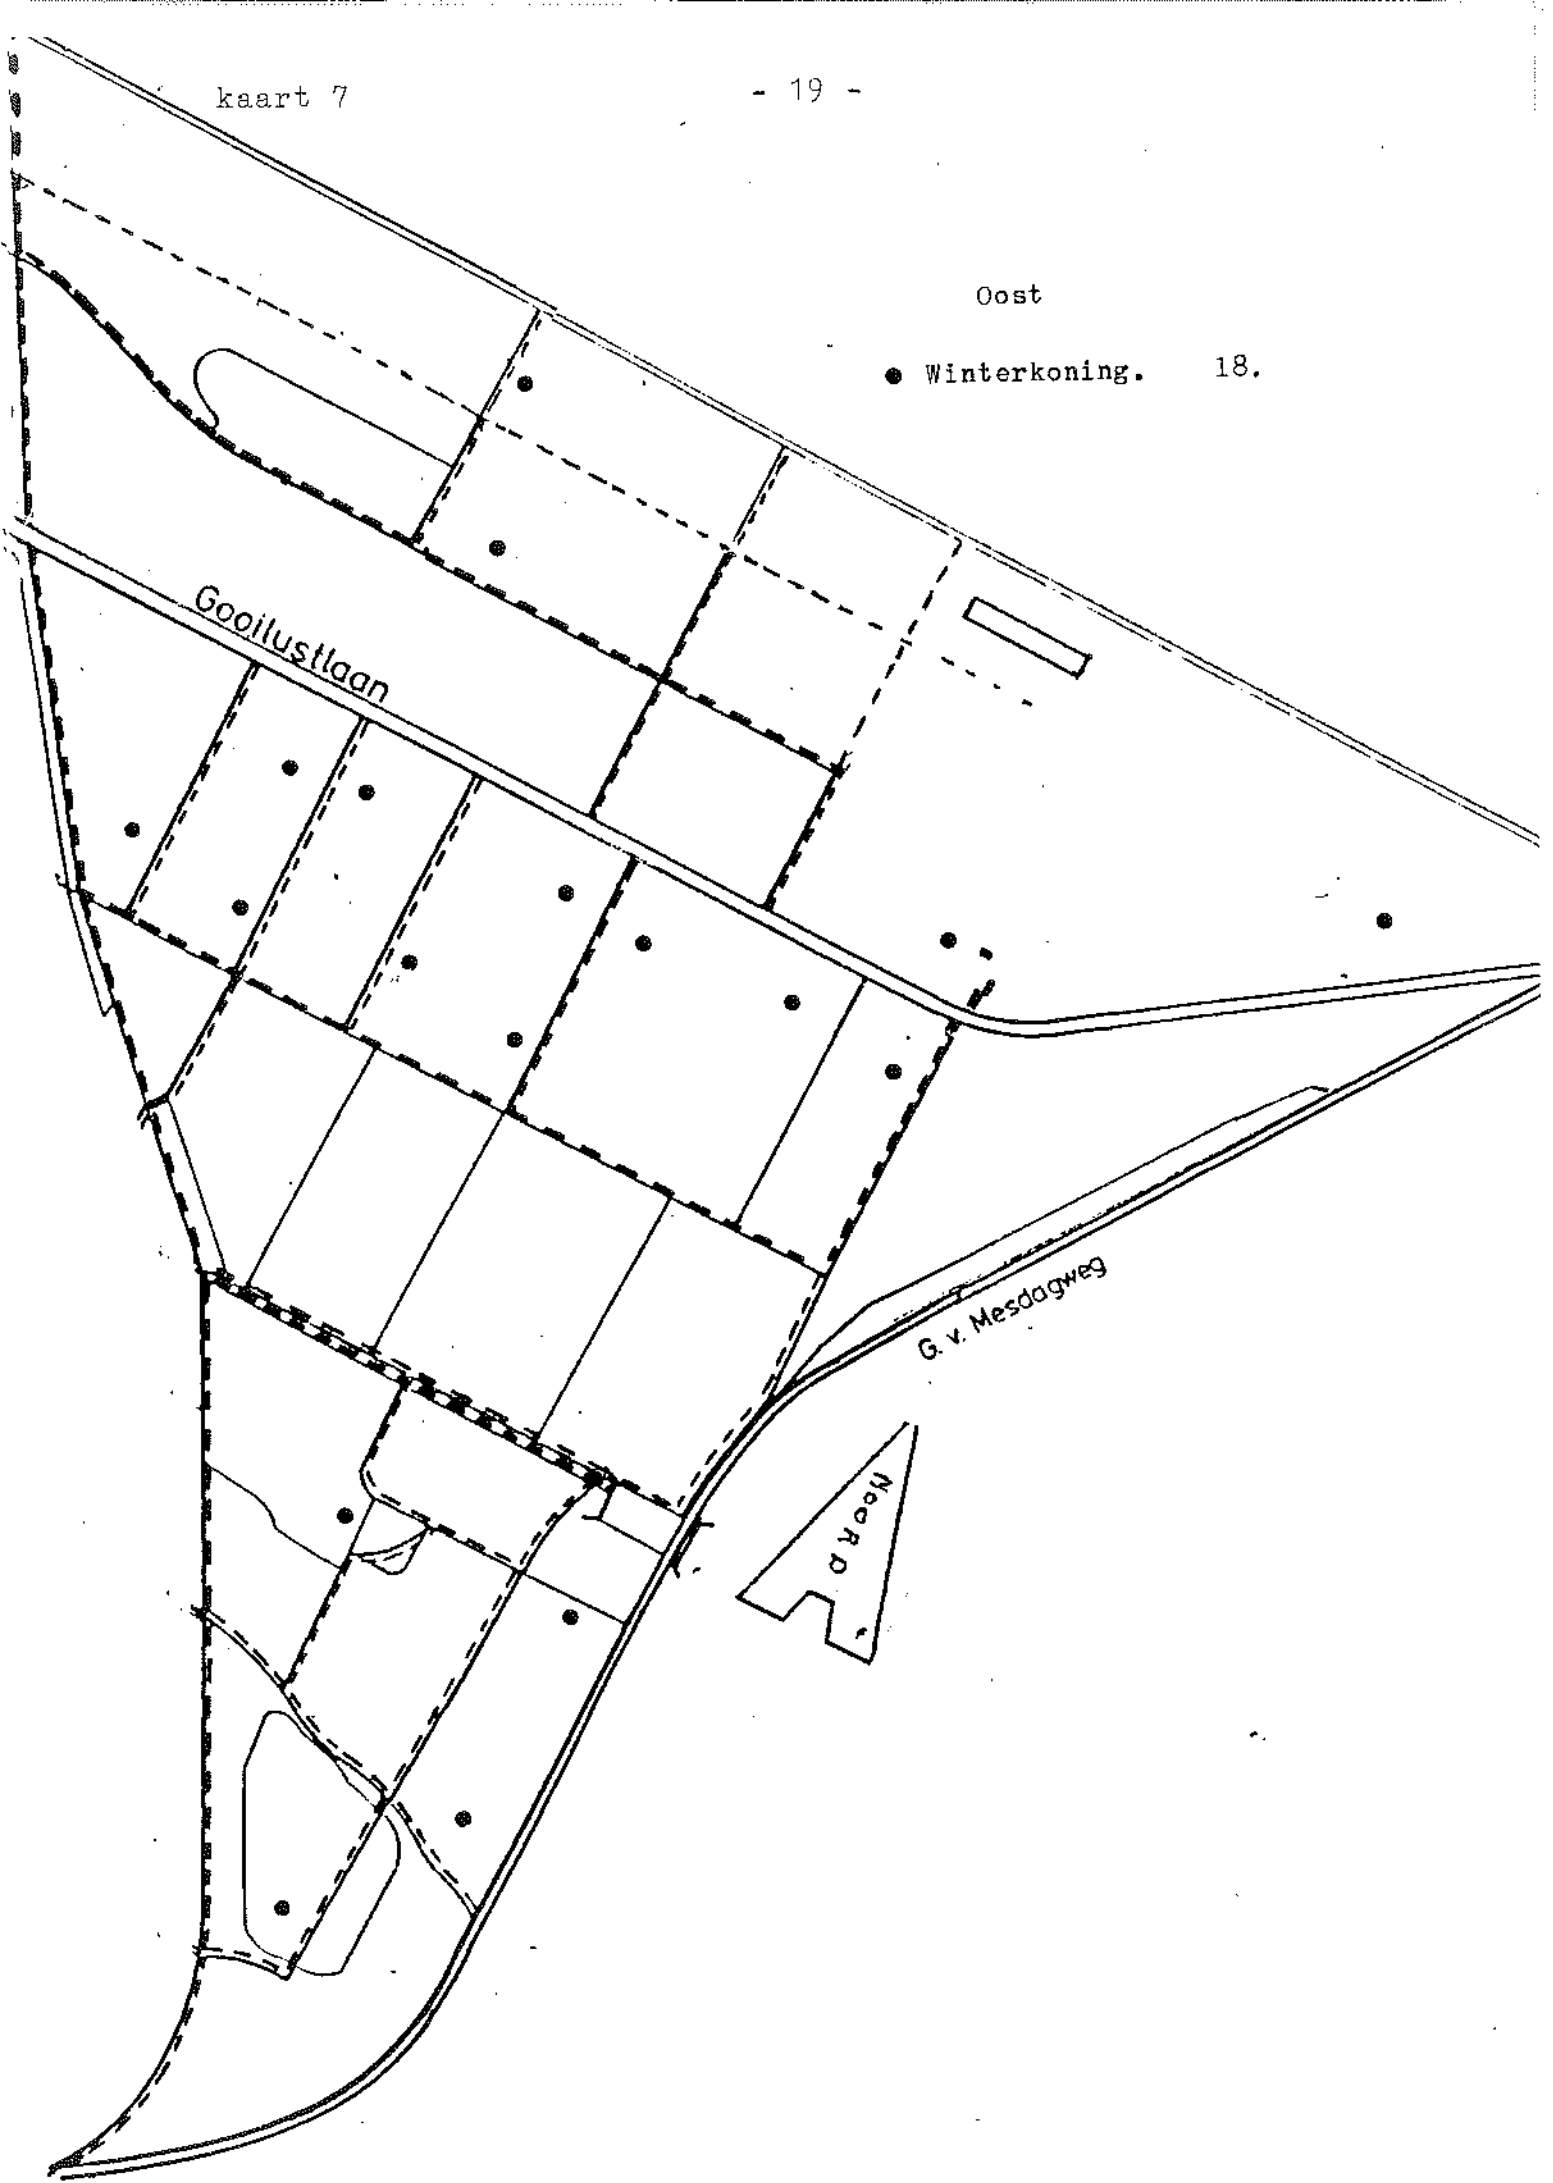 kaart 7
- 19 -
Oost
Winterkoning. 18.
Gooilustlaan
G. v. Mesdagweg
NOORD